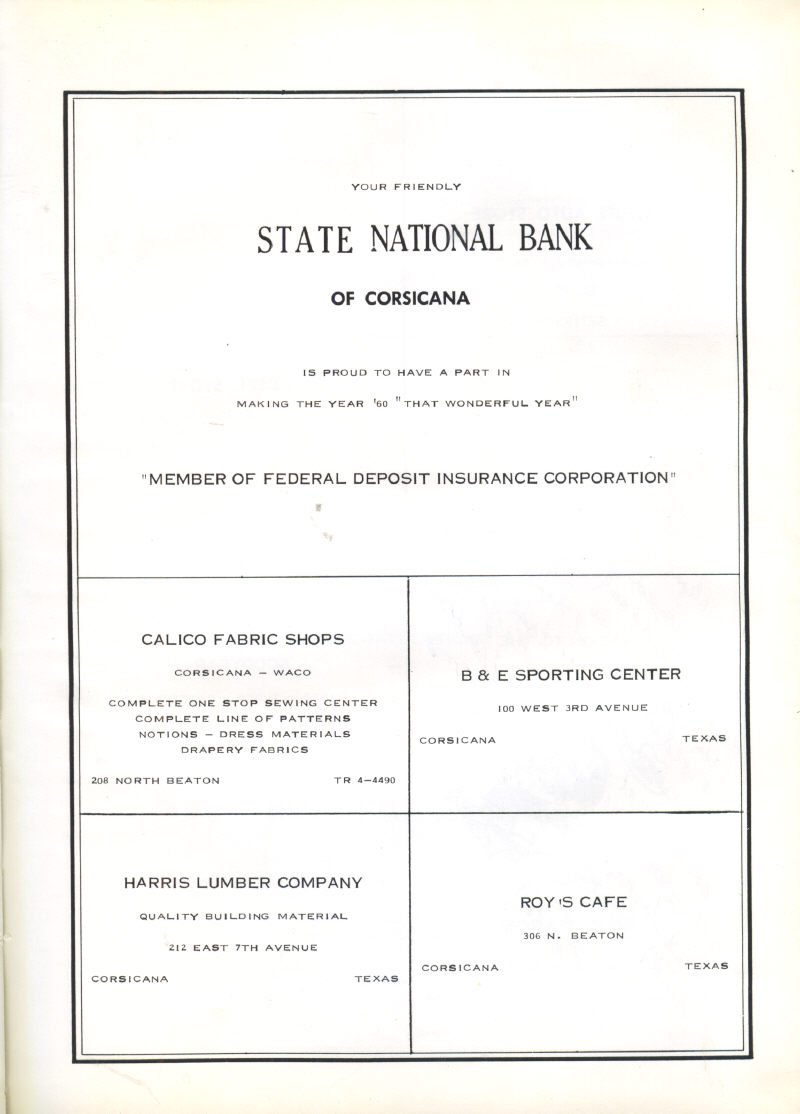 YOUR FRIENDLY
STATE NATIONAL BANK
OF CORSICANA
IS PROUD TO HAVE A PART IN
MAKING THE YEAR '60 "THAT WONDERFUL YEAR"
"MEMBER OF FEDERAL DEPOSIT INSURANCE CORPORATION"
CALICO FABRIC SHOPS
CORSICANA – WACO
COMPLETE ONE STOP SEWING CENTER
COMPLETE LINE OF PATTERNS
NOTIONS – DRESS MATERIALS
DRAPERY FABRICS
208 NORTH BEATON TR 4–4490
B & E SPORTING CENTER
100 WEST 3RD AVENUE
CORSICANA TEXAS
HARRIS LUMBER COMPANY
QUALITY BUILDING MATERIAL
212 EAST 7TH AVENUE
CORSICANA TEXAS
ROY'S CAFE
306 N. BEATON
CORSICANA TEXAS